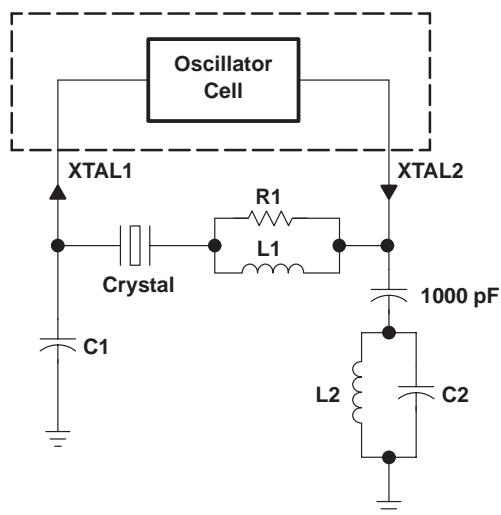 Oscillator
Cell
XTAL1
XTAL2
R1
L1
Crystal
1000 pF
C1
L2
C2